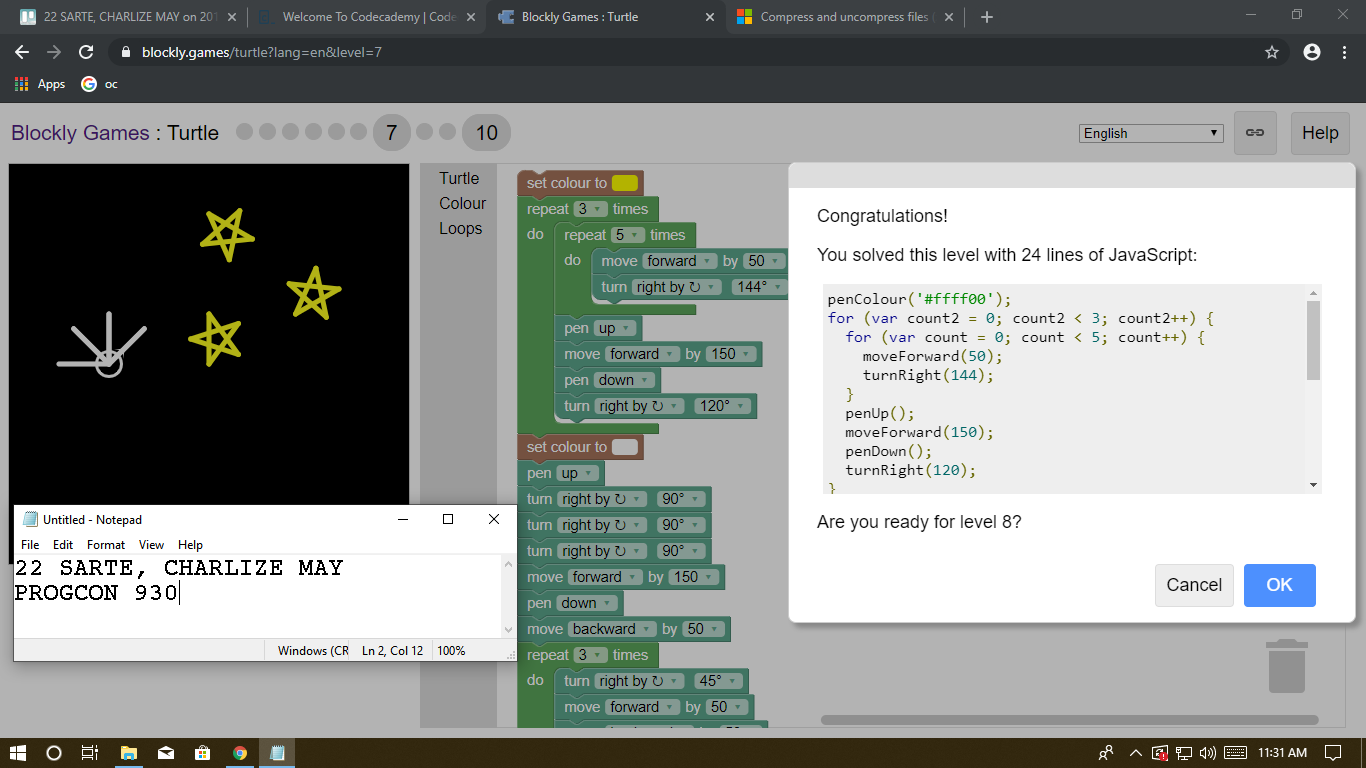 22 SARTE, CHARLIZE MAY on 201
Welcome To Codecademy | Code
Blockly Games : Turtle
Compress and uncompress files (
blockly.games/turtle?lang=en&level=7
Apps
oc
Blockly Games : Turtle
7
10
English
Help
Turtle
Colour
Loops
set colour to
repeat 3 times
do
repeat 5 times
do
move forward by 50
turn right by ↻ 144°
pen up
move forward by 150
pen down
turn right by ↻ 120°
set colour to
pen up
turn right by ↻ 90°
turn right by ↻ 90°
turn right by ↻ 90°
move forward by 150
pen down
move backward by 50
repeat 3 times
do
turn right by ↻ 45°
move forward by 50
Congratulations!
You solved this level with 24 lines of JavaScript:
penColour('#ffff00');
for (var count2 = 0; count2 < 3; count2++) {
for (var count = 0; count < 5; count++) {
moveForward(50);
turnRight(144);
}
penUp();
moveForward(150);
penDown();
turnRight(120);
}
Are you ready for level 8?
Cancel
OK
Untitled - Notepad
File Edit Format View Help
22 SARTE, CHARLIZE MAY
PROGCON 930
Windows (CR
Ln 2, Col 12
100%
11:31 AM